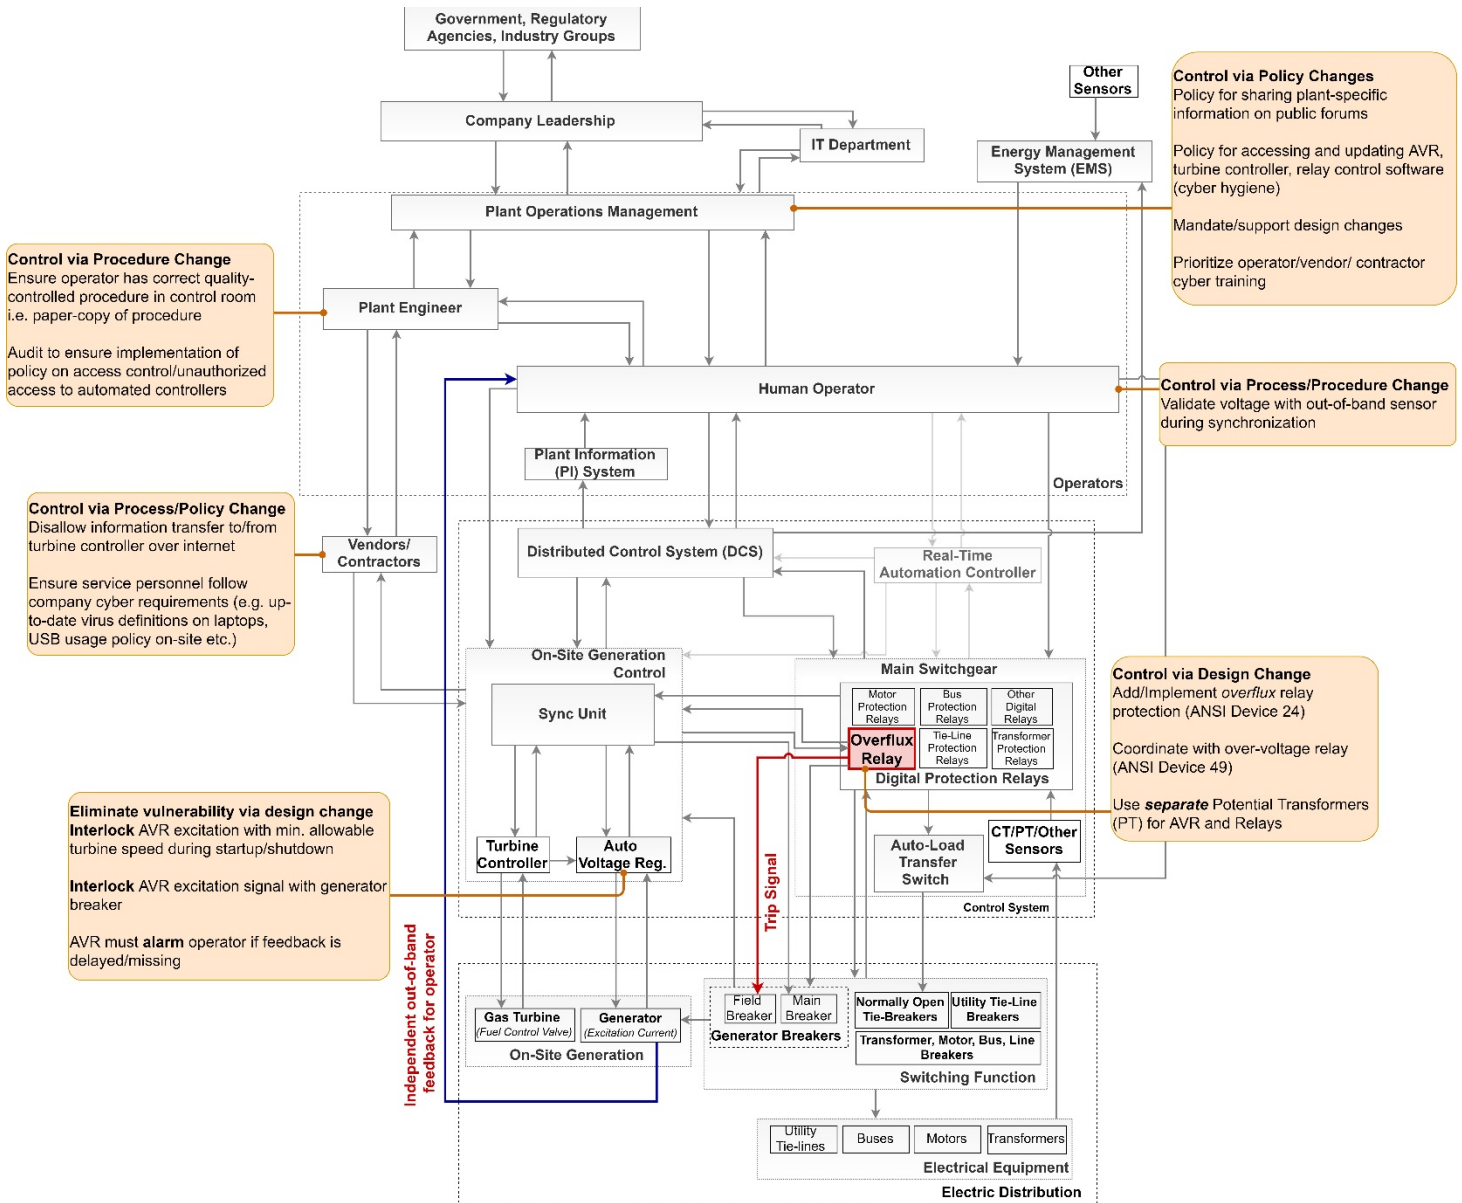 Government, Regulatory
Agencies, Industry Groups
Company Leadership
IT Department
Other
Sensors
Energy Management
System (EMS)
Control via Policy Changes
Policy for sharing plant-specific
information on public forums
Policy for accessing and updating AVR,
turbine controller, relay control software
(cyber hygiene)
Mandate/support design changes
Prioritize operator/vendor/ contractor
cyber training
Plant Operations Management
Control via Procedure Change
Ensure operator has correct quality-
controlled procedure in control room
i.e. paper-copy of procedure
Audit to ensure implementation of
policy on access control/unauthorized
access to automated controllers
Plant Engineer
Human Operator
Control via Process/Procedure Change
Validate voltage with out-of-band sensor
during synchronization
Plant Information
(PI) System
Operators
Control via Process/Policy Change
Disallow information transfer to/from
turbine controller over internet
Ensure service personnel follow
company cyber requirements (e.g. up-
to-date virus definitions on laptops,
USB usage policy on-site etc.)
Vendors/
Contractors
Distributed Control System (DCS)
Real-Time
Automation Controller
On-Site Generation
Control
Sync Unit
Turbine
Controller
Auto
Voltage Reg.
Main Switchgear
Motor
Protection
Relays
Bus
Protection
Relays
Other
Digital
Relays
Overflux
Relay
Tie-Line
Protection
Relays
Transformer
Protection
Relays
Digital Protection Relays
Auto-Load
Transfer
Switch
CT/PT/Other
Sensors
Control System
Control via Design Change
Add/Implement overflux relay
protection (ANSI Device 24)
Coordinate with over-voltage relay
(ANSI Device 49)
Use separate Potential Transformers
(PT) for AVR and Relays
Eliminate vulnerability via design change
Interlock AVR excitation with min. allowable
turbine speed during startup/shutdown
Interlock AVR excitation signal with generator
breaker
AVR must alarm operator if feedback is
delayed/missing
Independent out-of-band
feedback for operator
Trip Signal
Gas Turbine
(Fuel Control Valve)
Generator
(Excitation Current)
On-Site Generation
Field
Breaker
Main
Breaker
Generator Breakers
Normally Open
Tie-Breakers
Utility Tie-Line
Breakers
Transformer, Motor, Bus, Line
Breakers
Switching Function
Utility
Tie-lines
Buses
Motors
Transformers
Electrical Equipment
Electric Distribution